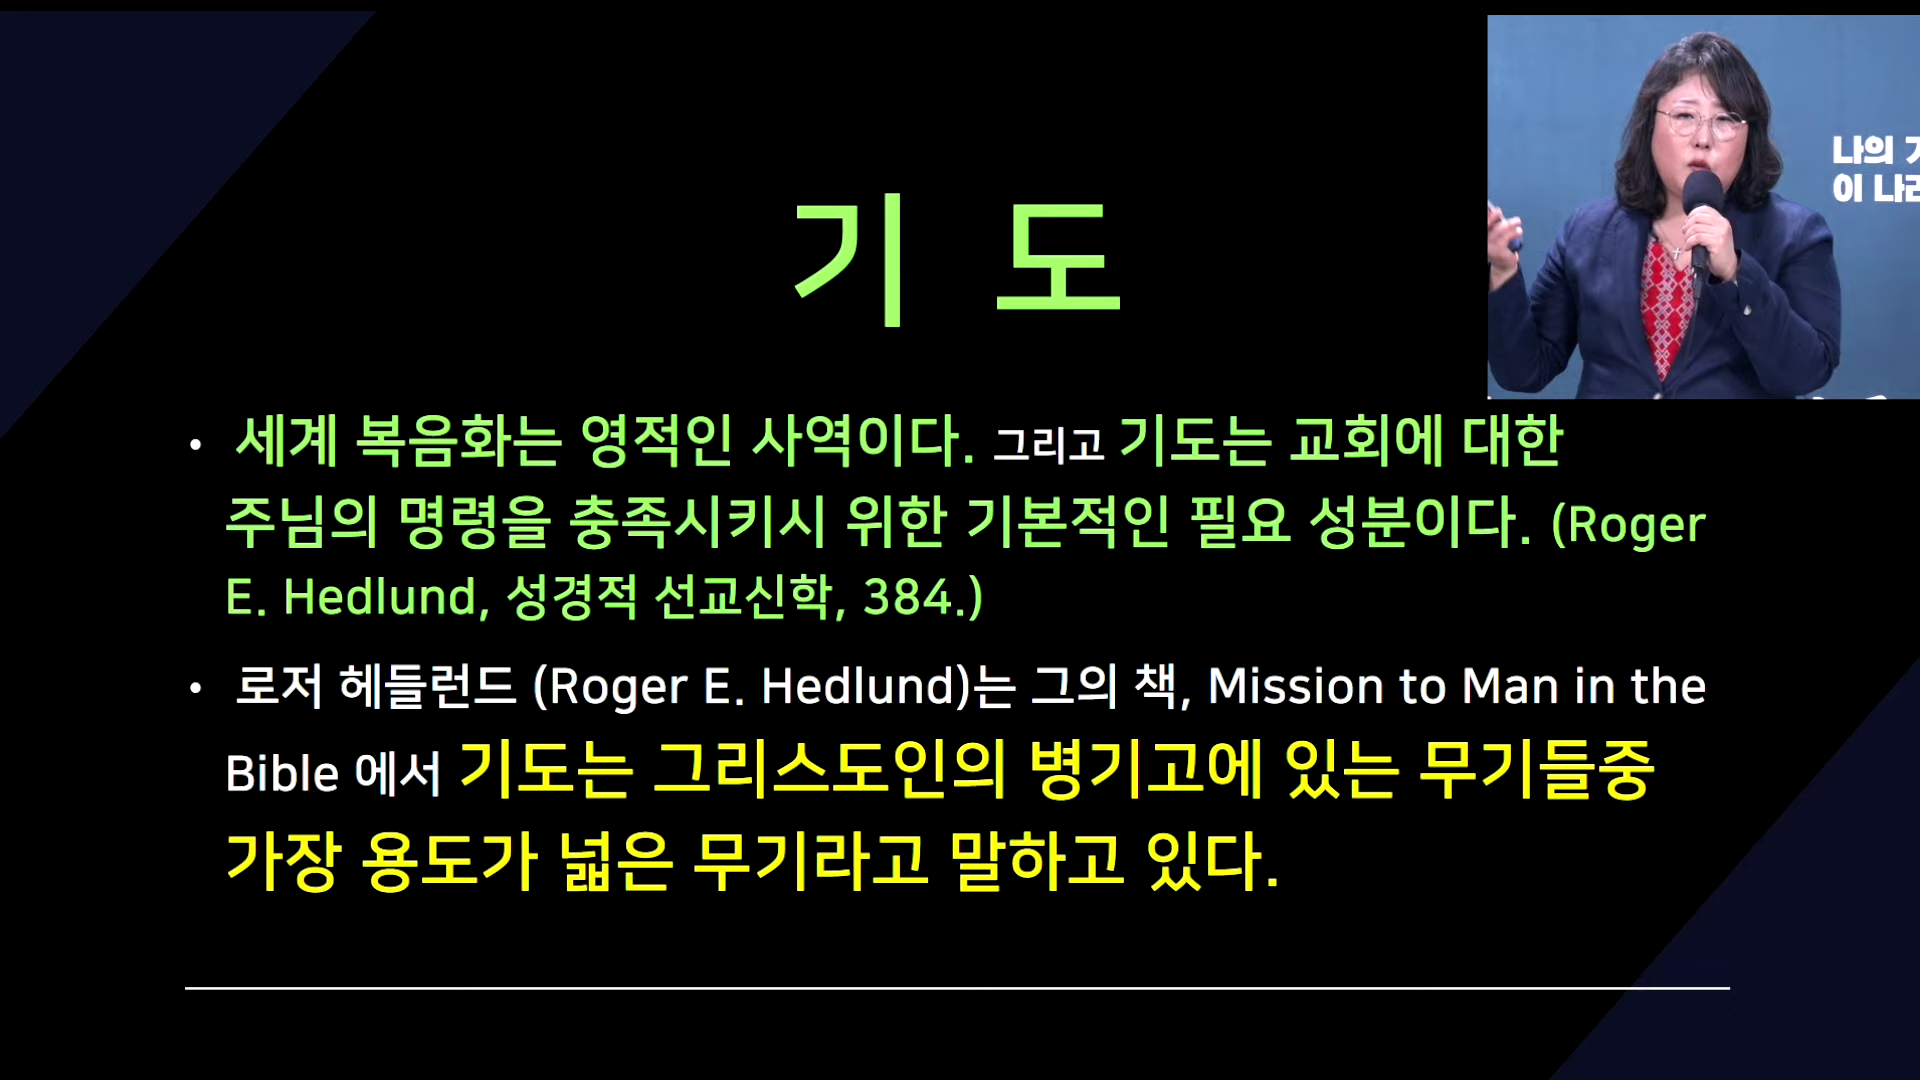 기 도
나의
이 나라
• 세계 복음화는 영적인 사역이다. 그리고 기도는 교회에 대한
주님의 명령을 충족시키시 위한 기본적인 필요 성분이다. (Roger
E. Hedlund, 성경적 선교신학, 384.)
• 로저 헤들런드 (Roger E. Hedlund)는 그의 책, Mission to Man in the
Bible 에서 기도는 그리스도인의 병기고에 있는 무기들중
가장 용도가 넓은 무기라고 말하고 있다.